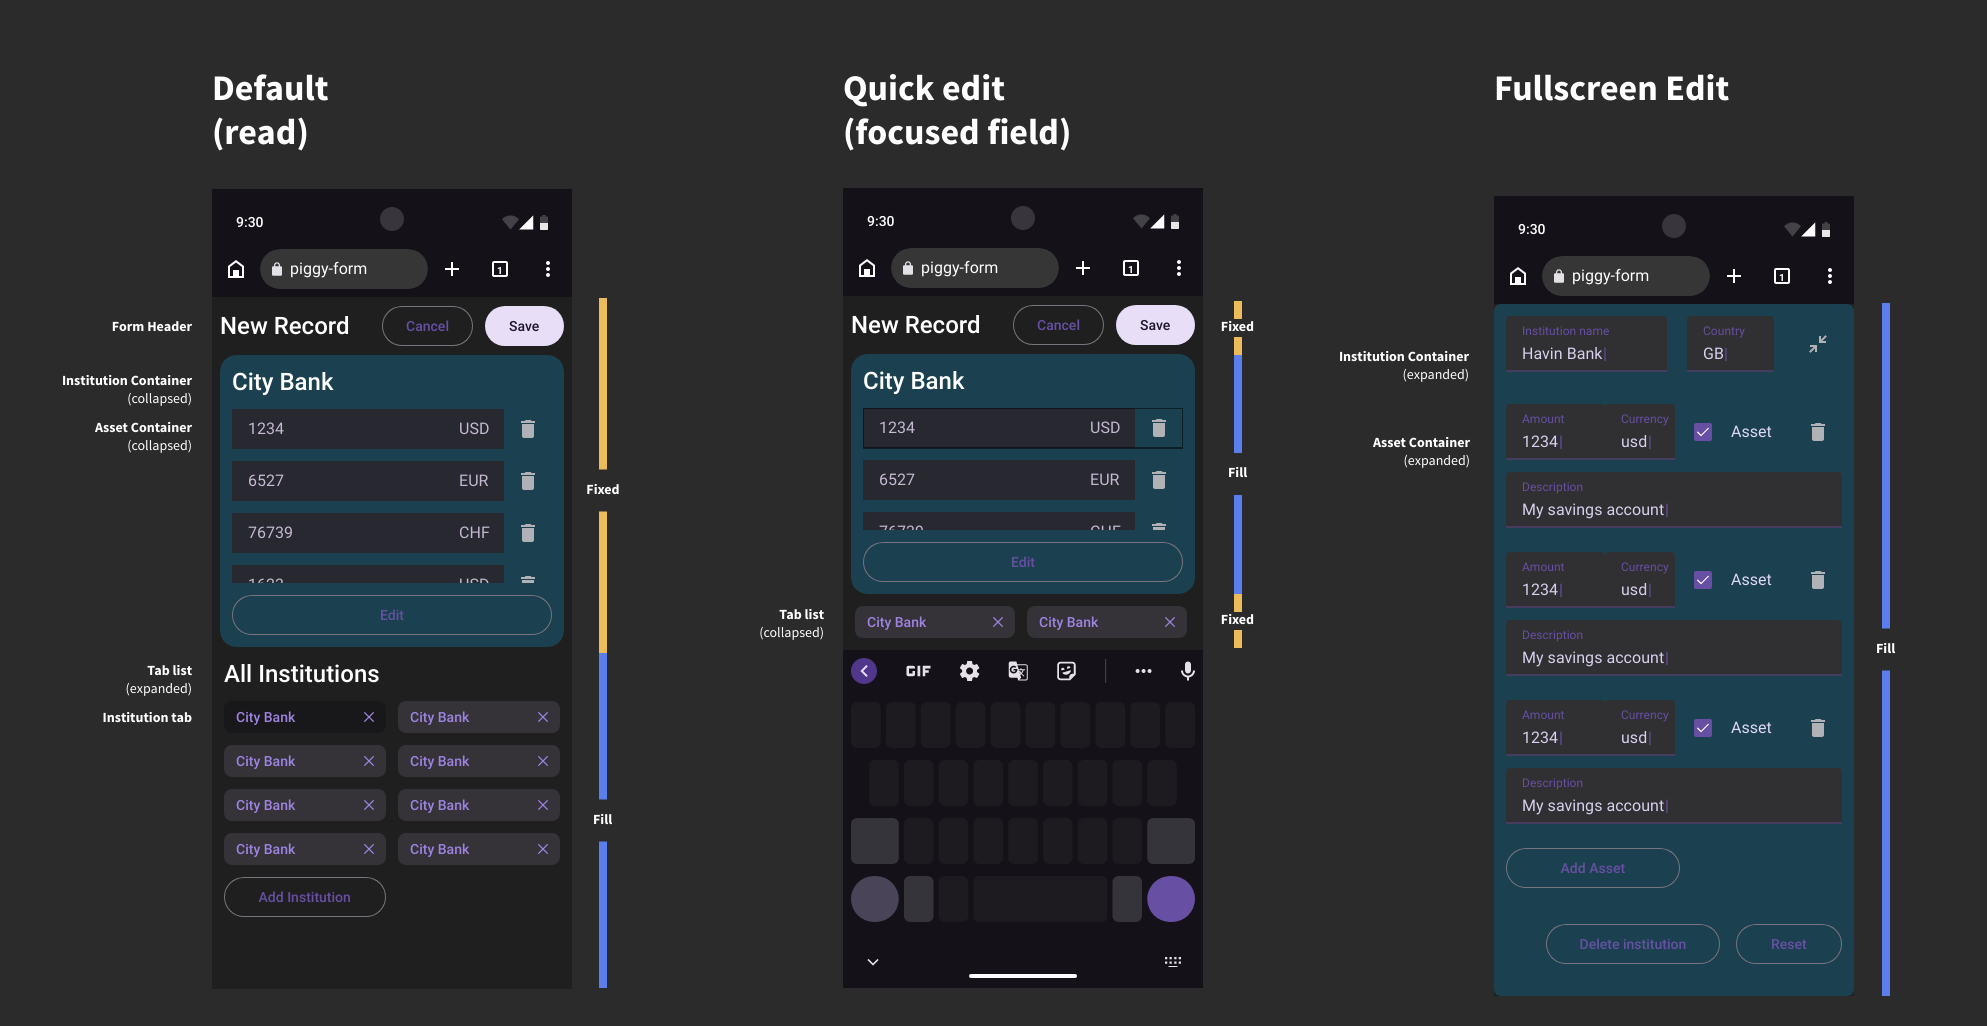 Default
(read)
9:30
piggy-form
1
Form Header
New Record
Cancel
Save
Institution Container
(collapsed)
City Bank
Asset Container
(collapsed)
1234
USD
6527
EUR
76739
CHF
1623
USD
Edit
Fixed
Tab list
(expanded)
All Institutions
Institution tab
City Bank
City Bank
City Bank
City Bank
City Bank
City Bank
City Bank
City Bank
Add Institution
Fill
Quick edit
(focused field)
9:30
piggy-form
1
New Record
Cancel
Save
Fixed
City Bank
1234
USD
6527
EUR
76739
CHF
Edit
Fill
Tab list
(collapsed)
City Bank
City Bank
Fixed
GIF
Fullscreen Edit
9:30
piggy-form
1
Institution Container
(expanded)
Institution name
Havin Bank
Country
GB
Asset Container
(expanded)
Amount
1234
Currency
usd
Asset
Description
My savings account
Amount
1234
Currency
usd
Asset
Description
My savings account
Amount
1234
Currency
usd
Asset
Description
My savings account
Add Asset
Delete institution
Reset
Fill